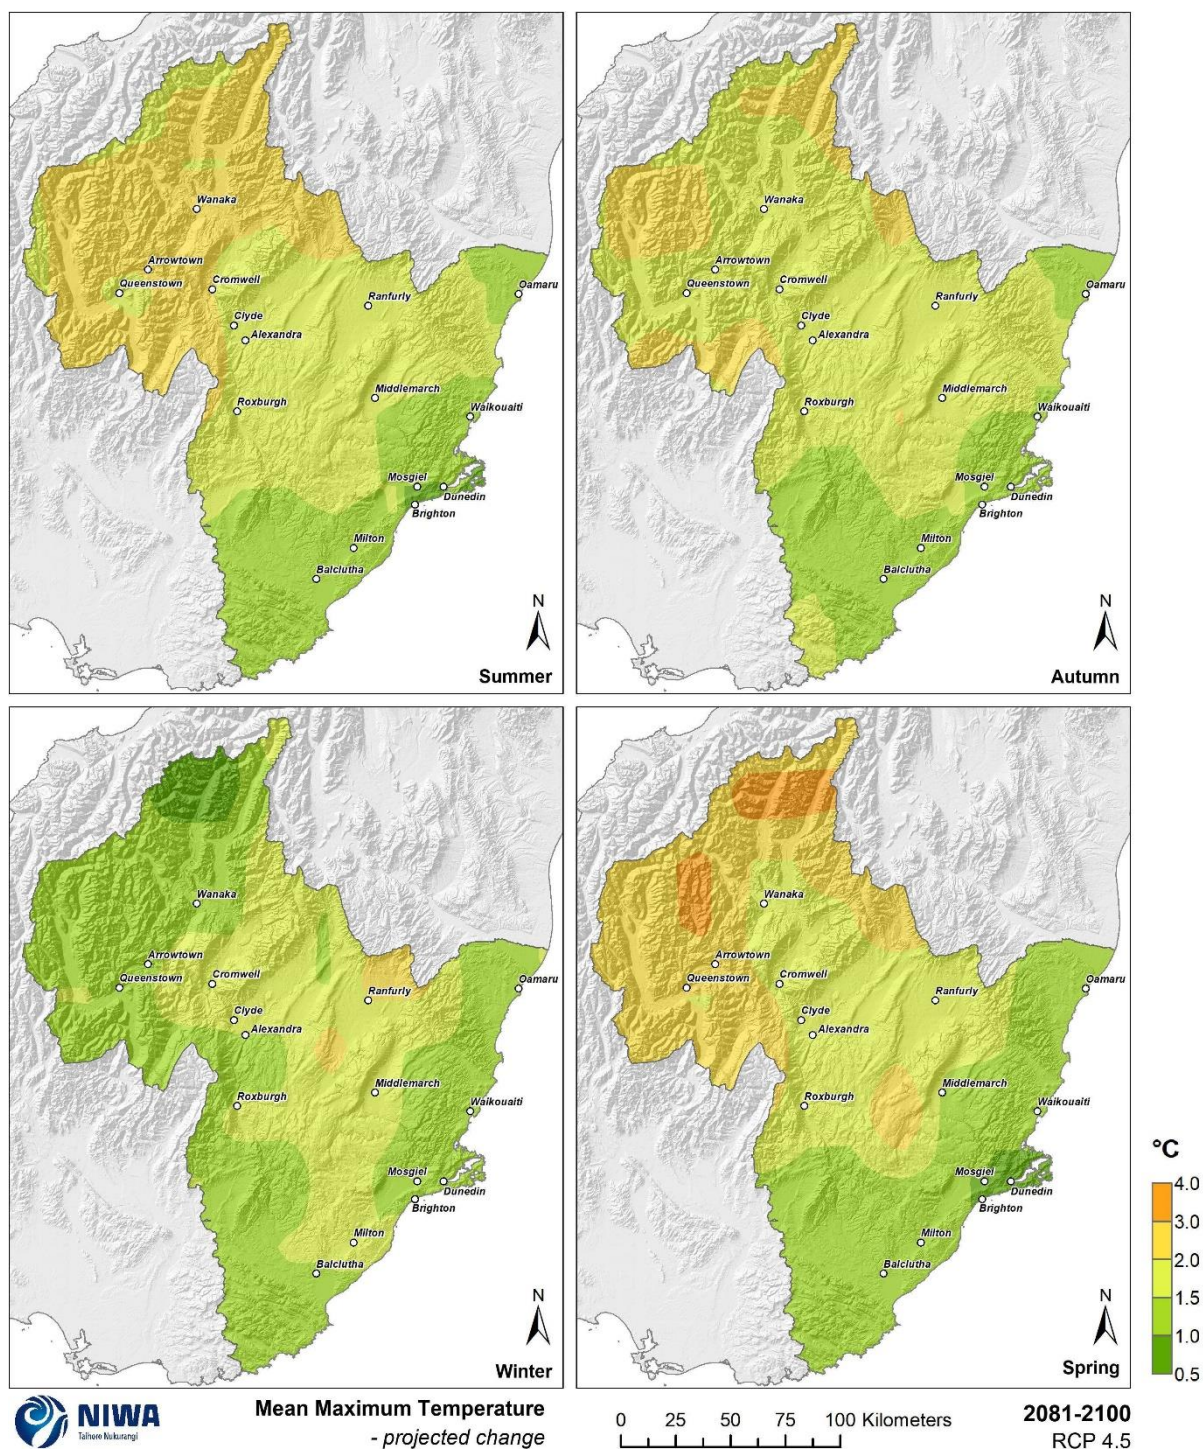 Wanaka
Arrowtown
Queenstown
Cromwell
Clyde
Alexandra
Ranfurly
Oamaru
Middlemarch
Roxburgh
Waikouaiti
Mosgiel
Dunedin
Brighton
Milton
Balclutha
N
Summer
Wanaka
Arrowtown
Queenstown
Cromwell
Clyde
Alexandra
Ranfurly
Oamaru
Middlemarch
Roxburgh
Waikouaiti
Mosgiel
Dunedin
Brighton
Milton
Balclutha
N
Autumn
Wanaka
Arrowtown
Queenstown
Cromwell
Clyde
Alexandra
Ranfurly
Oamaru
Middlemarch
Roxburgh
Waikouaiti
Mosgiel
Dunedin
Brighton
Milton
Balclutha
N
Winter
Wanaka
Arrowtown
Queenstown
Cromwell
Clyde
Alexandra
Ranfurly
Oamaru
Middlemarch
Roxburgh
Waikouaiti
Mosgiel
Dunedin
Brighton
Milton
Balclutha
N
Spring
°C
4.0
3.0
2.0
1.5
1.0
0.5
NIWA
Taihoro Nukurangi
Mean Maximum Temperature
- projected change
0 25 50 75 100 Kilometers
2081-2100
RCP 4.5